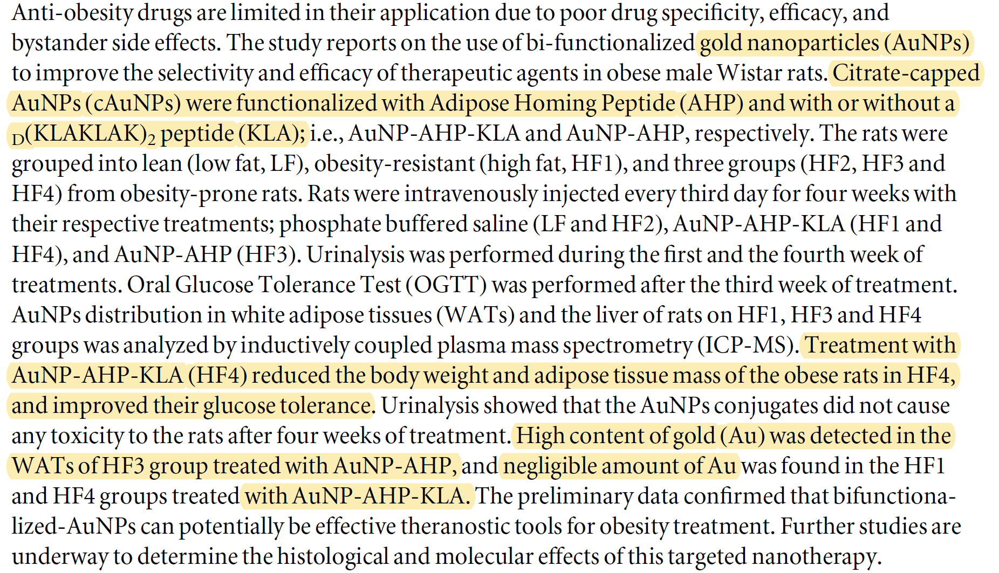 Anti-obesity drugs are limited in their application due to poor drug specificity, efficacy, and
bystander side effects. The study reports on the use of bi-functionalized gold nanoparticles (AuNPs)
to improve the selectivity and efficacy of therapeutic agents in obese male Wistar rats. Citrate-capped
AuNPs (cAuNPs) were functionalized with Adipose Homing Peptide (AHP) and with or without a
D(KLAKLAK)2 peptide (KLA); i.e., AuNP-AHP-KLA and AuNP-AHP, respectively. The rats were
grouped into lean (low fat, LF), obesity-resistant (high fat, HF1), and three groups (HF2, HF3 and
HF4) from obesity-prone rats. Rats were intravenously injected every third day for four weeks with
their respective treatments; phosphate buffered saline (LF and HF2), AuNP-AHP-KLA (HF1 and
HF4), and AuNP-AHP (HF3). Urinalysis was performed during the first and the fourth week of
treatments. Oral Glucose Tolerance Test (OGTT) was performed after the third week of treatment.
AuNPs distribution in white adipose tissues (WATs) and the liver of rats on HF1, HF3 and HF4
groups was analyzed by inductively coupled plasma mass spectrometry (ICP-MS). Treatment with
AuNP-AHP-KLA (HF4) reduced the body weight and adipose tissue mass of the obese rats in HF4,
and improved their glucose tolerance. Urinalysis showed that the AuNPs conjugates did not cause
any toxicity to the rats after four weeks of treatment. High content of gold (Au) was detected in the
WATs of HF3 group treated with AuNP-AHP, and negligible amount of Au was found in the HF1
and HF4 groups treated with AuNP-AHP-KLA. The preliminary data confirmed that bifunctiona-
lized-AuNPs can potentially be effective theranostic tools for obesity treatment. Further studies are
underway to determine the histological and molecular effects of this targeted nanotherapy.